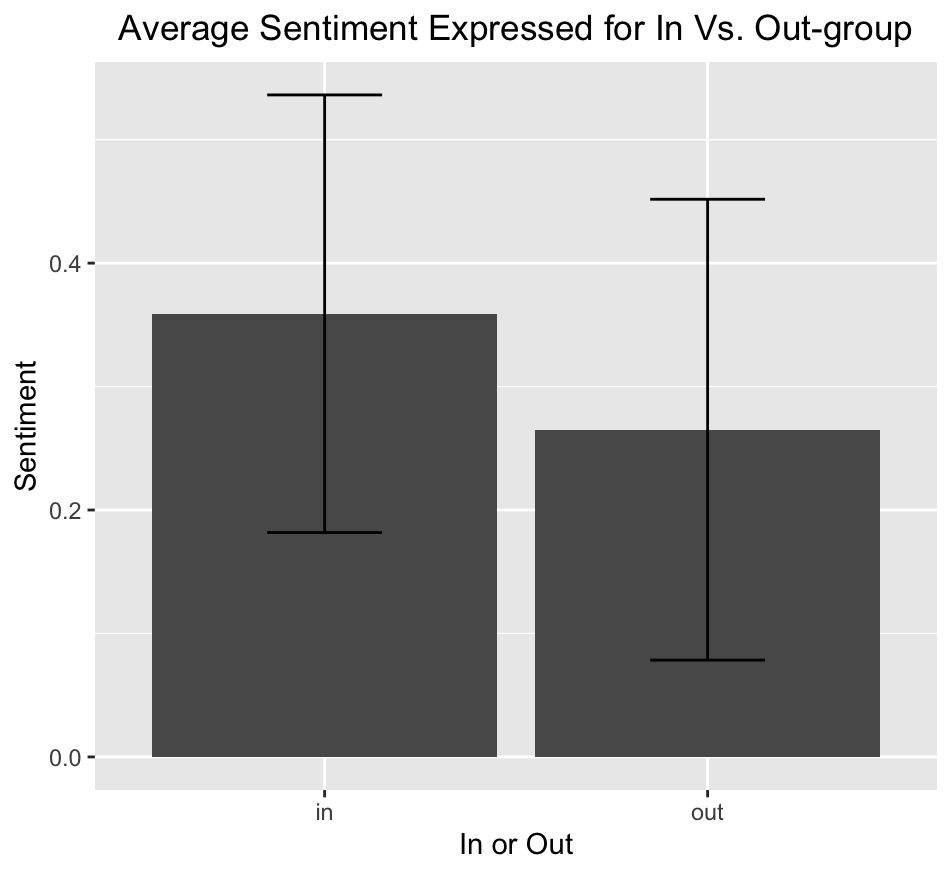 Average Sentiment Expressed for In Vs. Out-group
Sentiment
0.4
0.2
0.0
in
out
In or Out